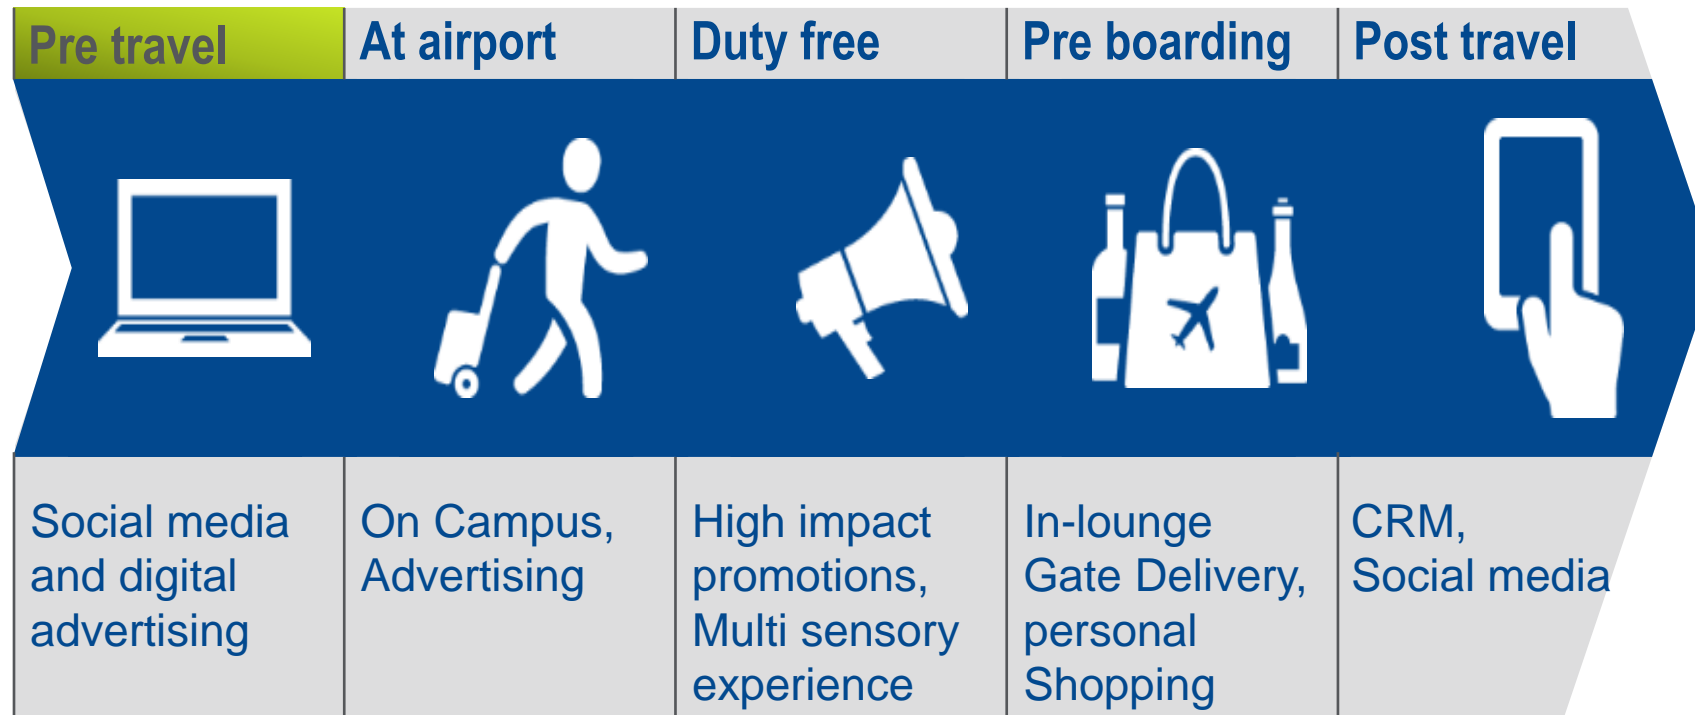 Pre travel
At airport
Duty free
Pre boarding
Post travel
Social media
and digital
advertising
On Campus,
Advertising
High impact
promotions,
Multi sensory
experience
In-lounge
Gate Delivery,
personal
Shopping
CRM,
Social media